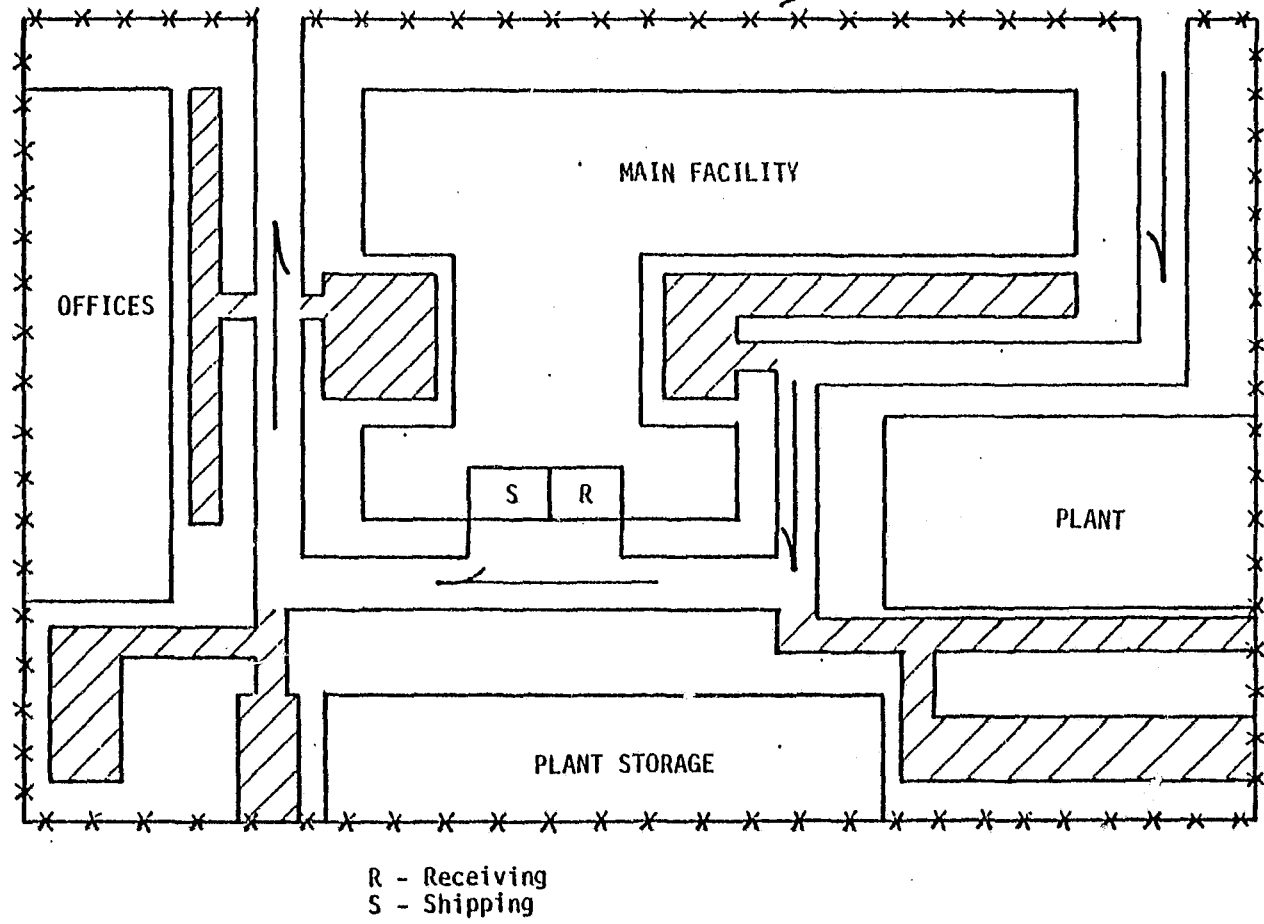 MAIN FACILITY
OFFICES
S R
PLANT
PLANT STORAGE
R - Receiving
S - Shipping